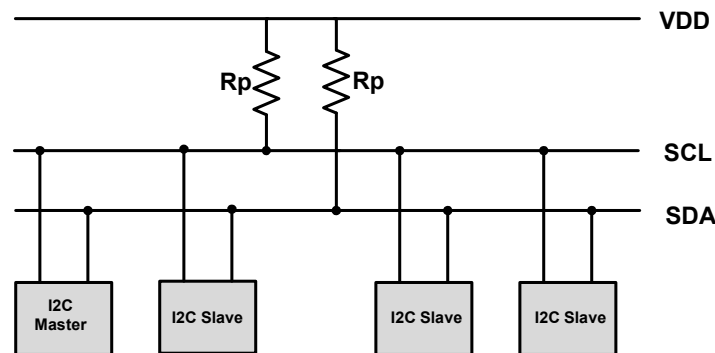 VDD
Rp
Rp
SCL
SDA
I2C
Master
I2C Slave
I2C Slave
I2C Slave